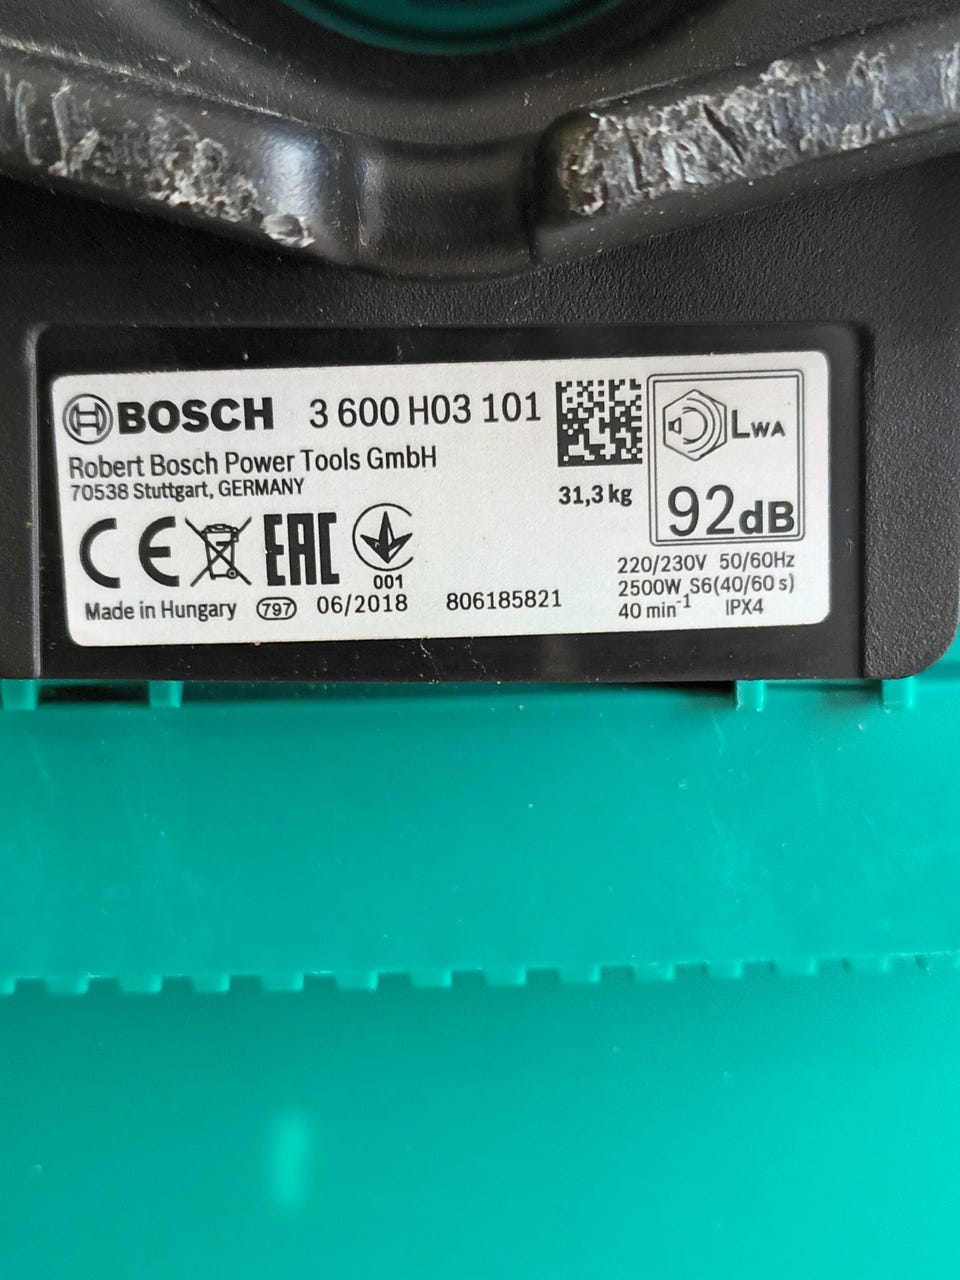 BOSCH 3 600 H03 101
Robert Bosch Power Tools GmbH
70538 Stuttgart, GERMANY
31,3 kg
LWA
92dB
CE EAC
001
Made in Hungary 797 06/2018 806185821
220/230V 50/60Hz
2500W S6(40/60 s)
40 min-1 IPX4